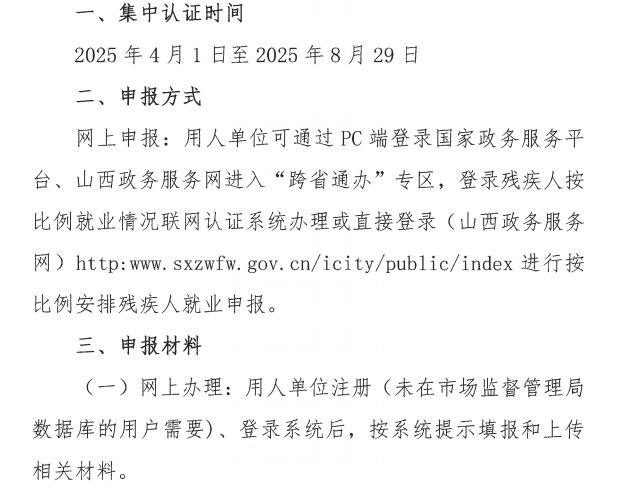 一、集中认证时间
2025 年 4 月 1 日至 2025 年 8 月 29 日
二、申报方式
网上申报：用人单位可通过 PC 端登录国家政务服务平
台、山西政务服务网进入“跨省通办”专区，登录残疾人按
比例就业情况联网认证系统办理或直接登录（山西政务服务
网）http:www.sxzwfw.gov.cn/icity/public/index 进行按
比例安排残疾人就业申报。
三、申报材料
（一）网上办理：用人单位注册（未在市场监督管理局
数据库的用户需要)、登录系统后，按系统提示填报和上传
相关材料。